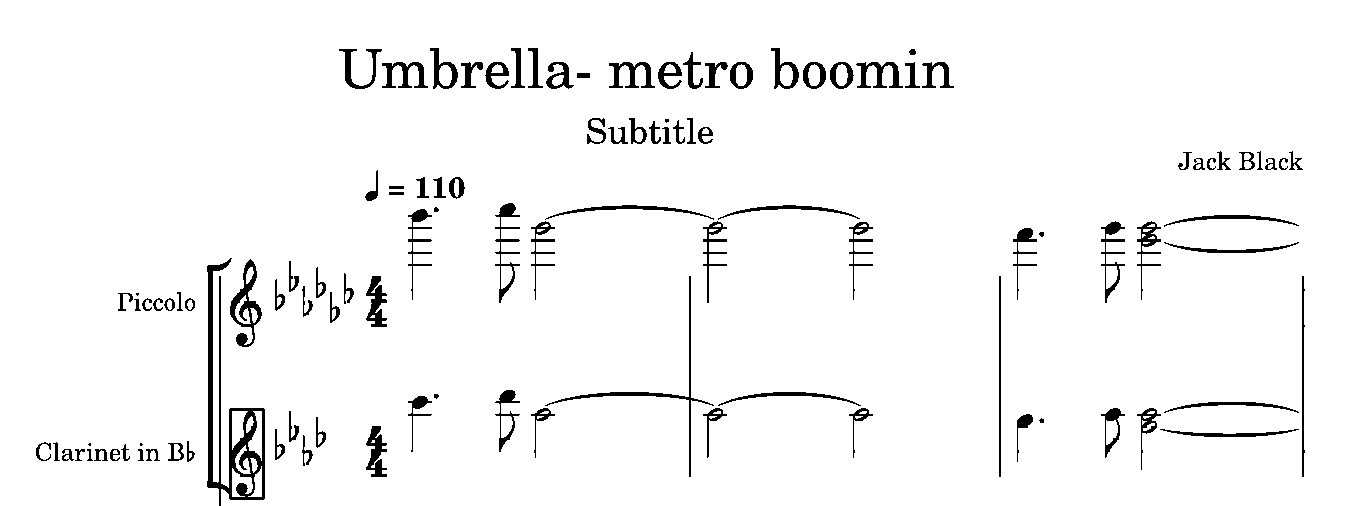 Umbrella- metro boomin
Subtitle
Jack Black
♩ = 110
Piccolo
4
4
Clarinet in B♭
4
4